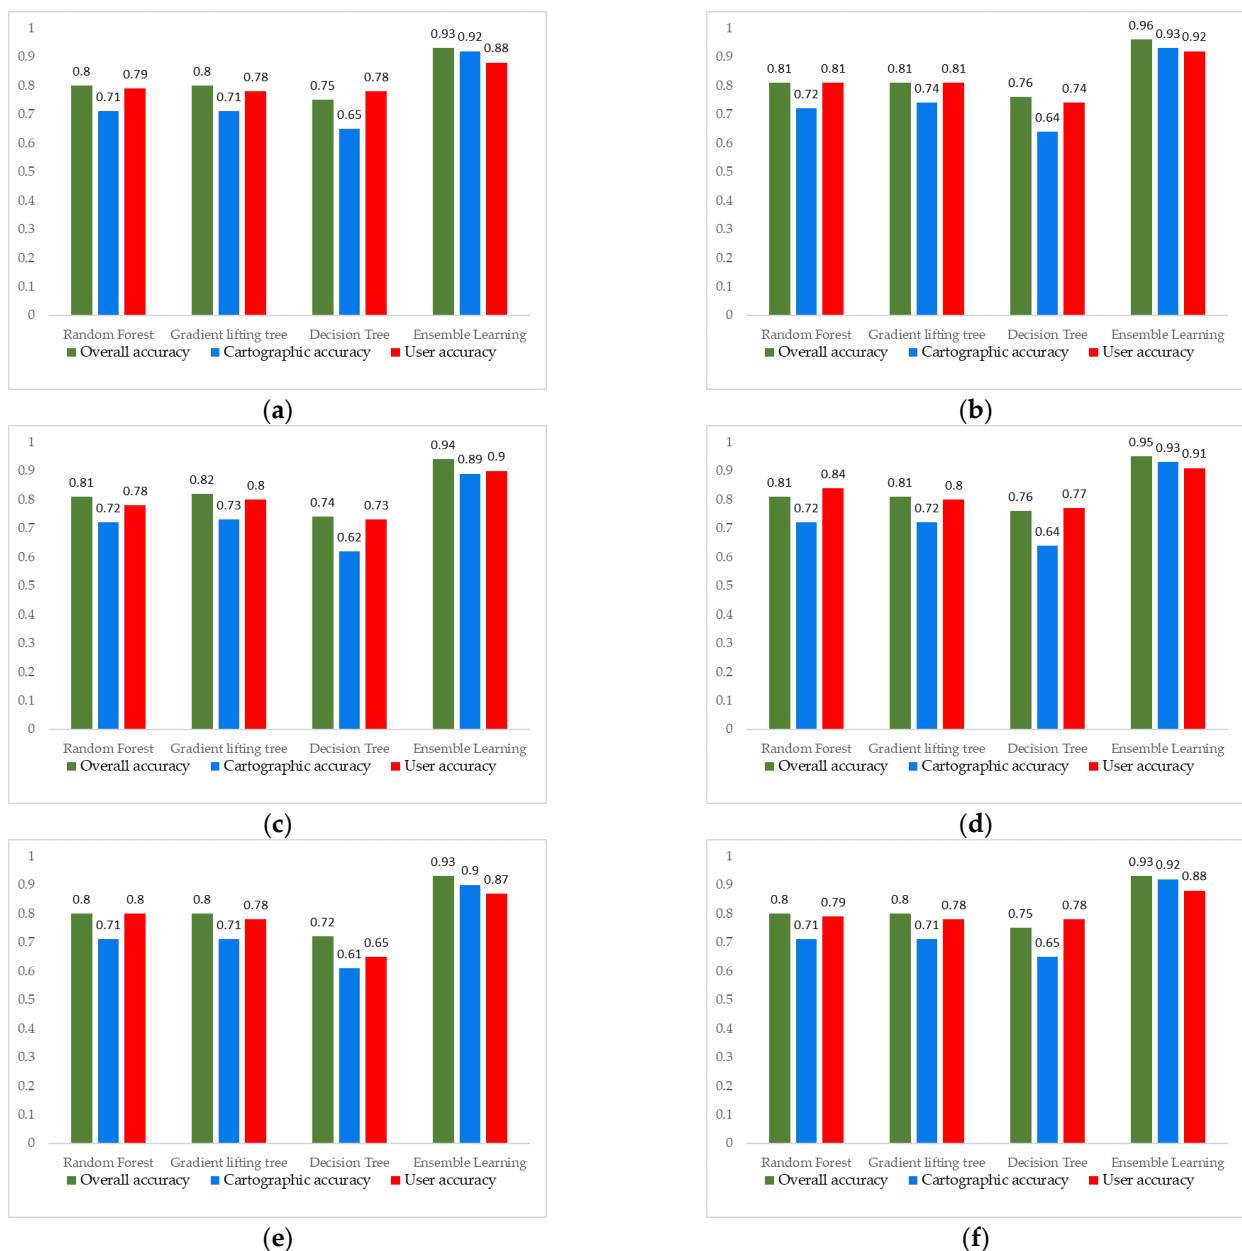 1
0.9
0.8
0.7
0.6
0.5
0.4
0.3
0.2
0.1
0
0.8 0.71 0.79 0.8 0.71 0.78 0.75 0.65 0.78 0.93 0.92 0.88
Random Forest Gradient lifting tree Decision Tree Ensemble Learning
Overall accuracy Cartographic accuracy User accuracy
(a)
1
0.9
0.8
0.7
0.6
0.5
0.4
0.3
0.2
0.1
0
0.81 0.72 0.81 0.81 0.74 0.81 0.76 0.64 0.74 0.96 0.93 0.92
Random Forest Gradient lifting tree Decision Tree Ensemble Learning
Overall accuracy Cartographic accuracy User accuracy
(b)
1
0.9
0.8
0.7
0.6
0.5
0.4
0.3
0.2
0.1
0
0.81 0.72 0.78 0.82 0.73 0.8 0.74 0.62 0.73 0.94 0.89 0.9
Random Forest Gradient lifting tree Decision Tree Ensemble Learning
Overall accuracy Cartographic accuracy User accuracy
(c)
1
0.9
0.8
0.7
0.6
0.5
0.4
0.3
0.2
0.1
0
0.81 0.72 0.84 0.81 0.72 0.8 0.76 0.64 0.77 0.95 0.93 0.91
Random Forest Gradient lifting tree Decision Tree Ensemble Learning
Overall accuracy Cartographic accuracy User accuracy
(d)
1
0.9
0.8
0.7
0.6
0.5
0.4
0.3
0.2
0.1
0
0.8 0.71 0.8 0.8 0.71 0.78 0.72 0.61 0.65 0.93 0.9 0.87
Random Forest Gradient lifting tree Decision Tree Ensemble Learning
Overall accuracy Cartographic accuracy User accuracy
(e)
1
0.9
0.8
0.7
0.6
0.5
0.4
0.3
0.2
0.1
0
0.8 0.71 0.79 0.8 0.71 0.78 0.75 0.65 0.78 0.93 0.92 0.88
Random Forest Gradient lifting tree Decision Tree Ensemble Learning
Overall accuracy Cartographic accuracy User accuracy
(f)